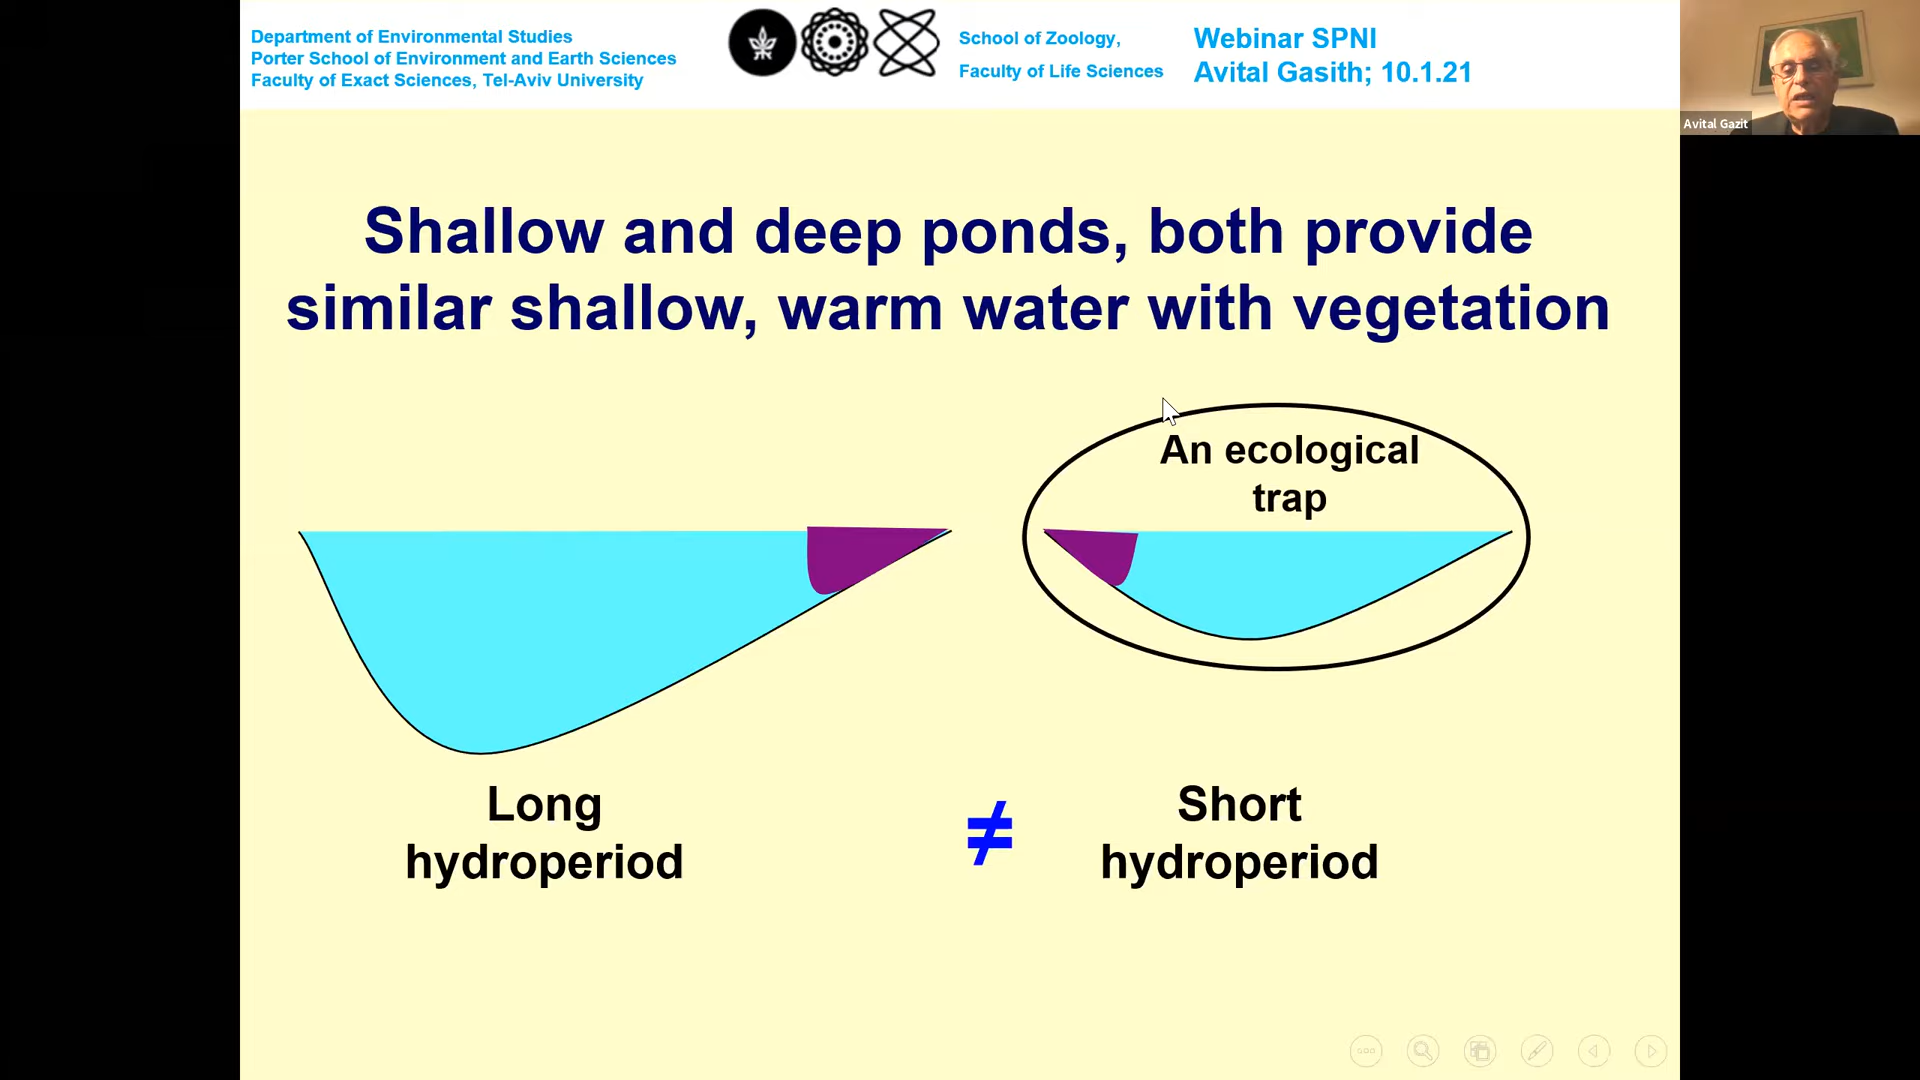 Department of Environmental Studies
Porter School of Environment and Earth Sciences
Faculty of Exact Sciences, Tel-Aviv University
School of Zoology,
Faculty of Life Sciences
Webinar SPNI
Avital Gasith; 10.1.21
Avital Gazit
Shallow and deep ponds, both provide
similar shallow, warm water with vegetation
An ecological
trap
Long
hydroperiod
≠
Short
hydroperiod